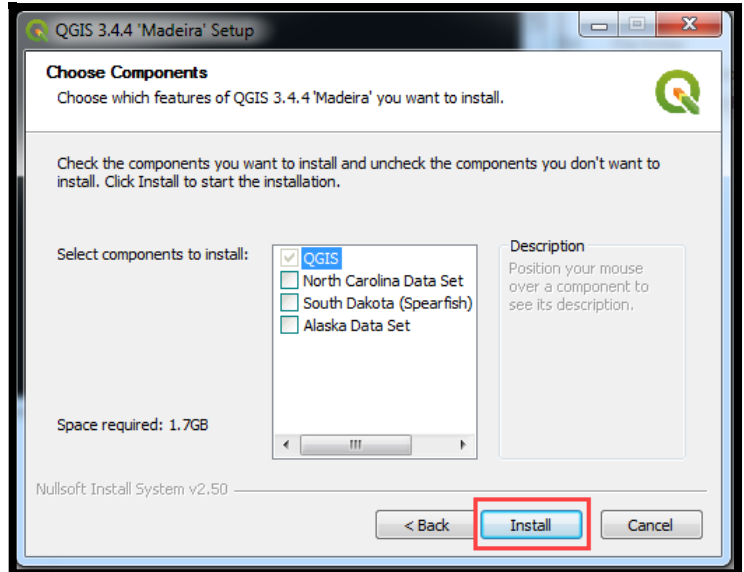 QGIS 3.4.4 'Madeira' Setup
Choose Components
Choose which features of QGIS 3.4.4 'Madeira' you want to install.
Check the components you want to install and uncheck the components you don't want to
install. Click Install to start the installation.
Select components to install:
QGIS
North Carolina Data Set
South Dakota (Spearfish)
Alaska Data Set
Description
Position your mouse
over a component to
see its description.
Space required: 1.7GB
Nullsoft Install System v2.50
< Back
Install
Cancel